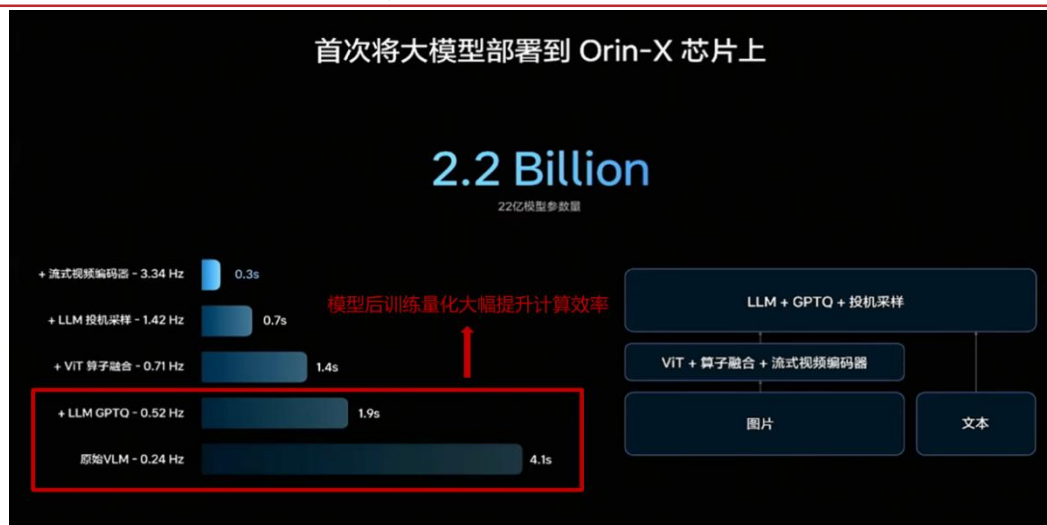 首次将大模型部署到 Orin-X 芯片上
2.2 Billion
22亿模型参数量
+ 流式视频编码器 - 3.34 Hz 0.3s
+ LLM 投机采样 - 1.42 Hz 0.7s
+ ViT 算子融合 - 0.71 Hz 1.4s
+ LLM GPTQ - 0.52 Hz 1.9s
原始VLM - 0.24 Hz 4.1s
模型后训练量化大幅提升计算效率
LLM + GPTQ + 投机采样
ViT + 算子融合 + 流式视频编码器
图片
文本